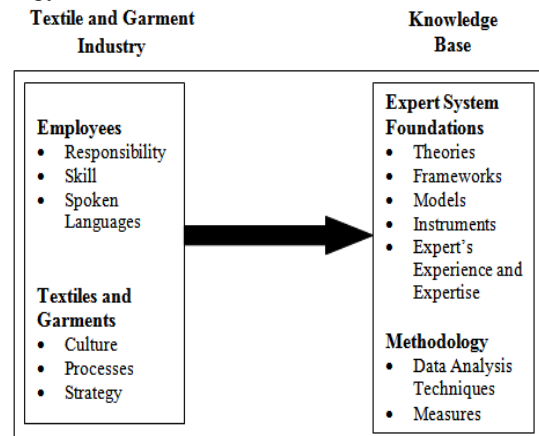 Textile and Garment
Industry
Knowledge
Base
Employees
• Responsibility
• Skill
• Spoken
Languages
Textiles and
Garments
• Culture
• Processes
• Strategy
Expert System
Foundations
• Theories
• Frameworks
• Models
• Instruments
• Expert's
Experience and
Expertise
Methodology
• Data Analysis
Techniques
• Measures